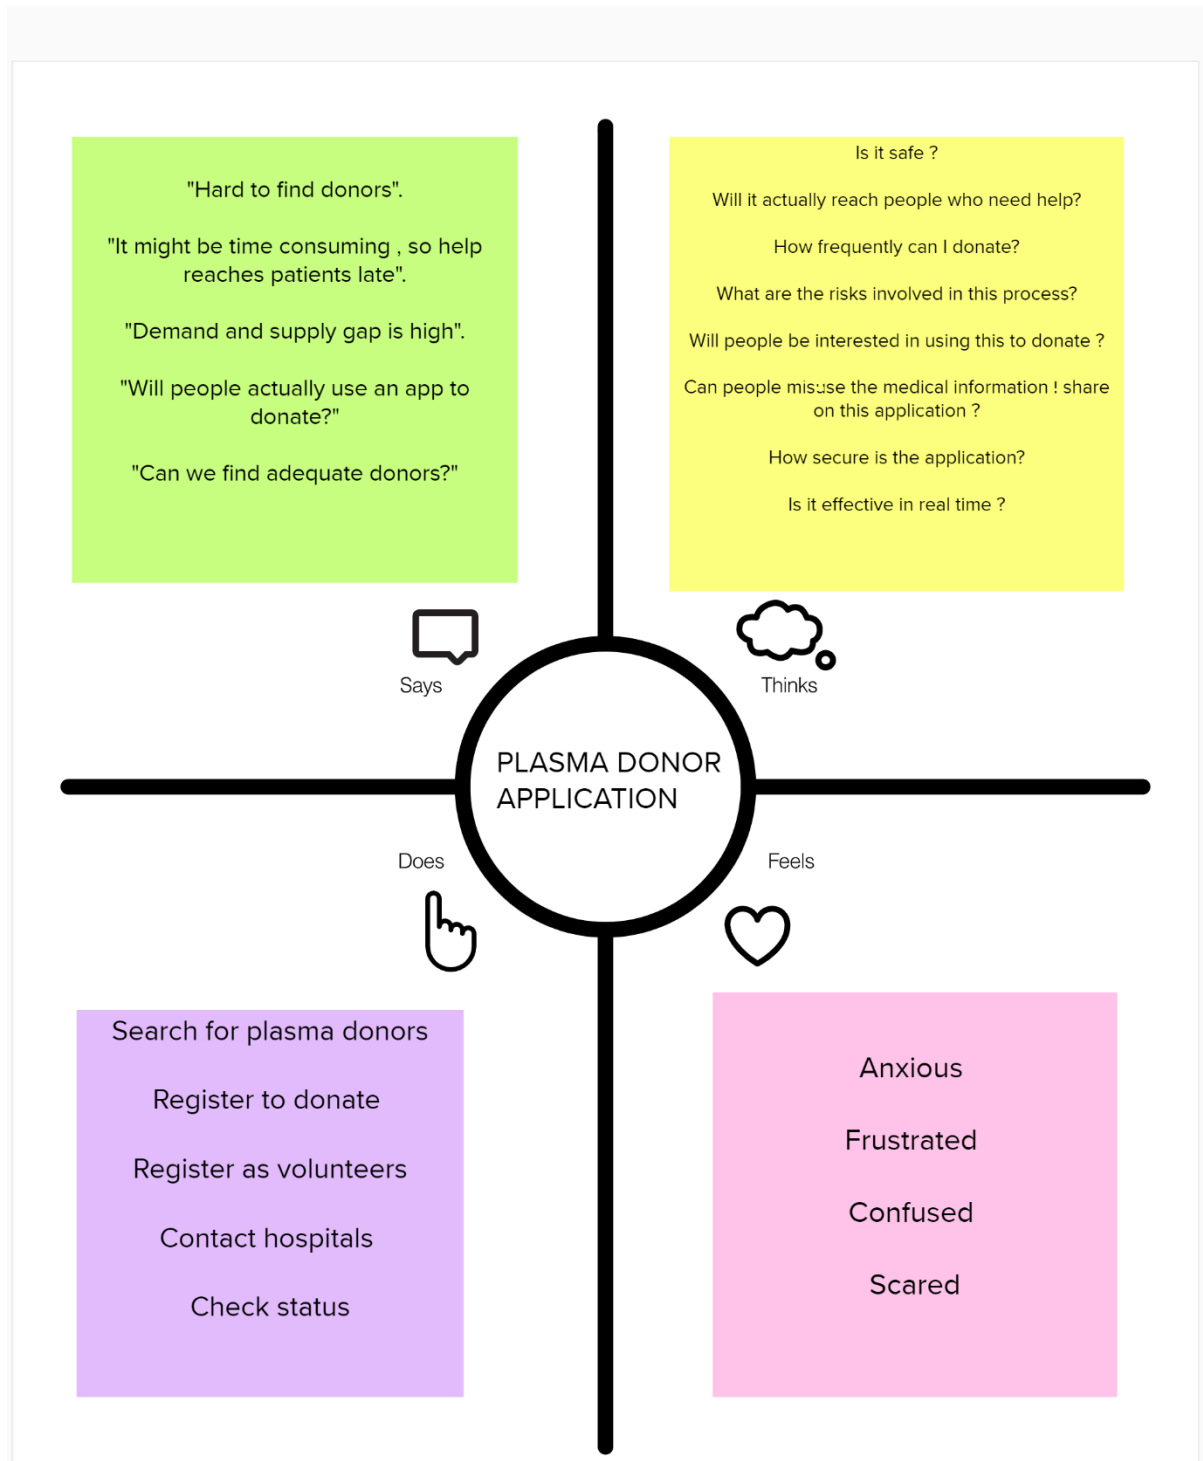 "Hard to find donors".
"It might be time consuming , so help
reaches patients late".
"Demand and supply gap is high".
"Will people actually use an app to
donate?"
"Can we find adequate donors?"
Says
Is it safe ?
Will it actually reach people who need help?
How frequently can I donate?
What are the risks involved in this process?
Will people be interested in using this to donate ?
Can people misuse the medical information ! share
on this application ?
How secure is the application?
Is it effective in real time ?
Thinks
PLASMA DONOR
APPLICATION
Does
Search for plasma donors
Register to donate
Register as volunteers
Contact hospitals
Check status
Feels
Anxious
Frustrated
Confused
Scared